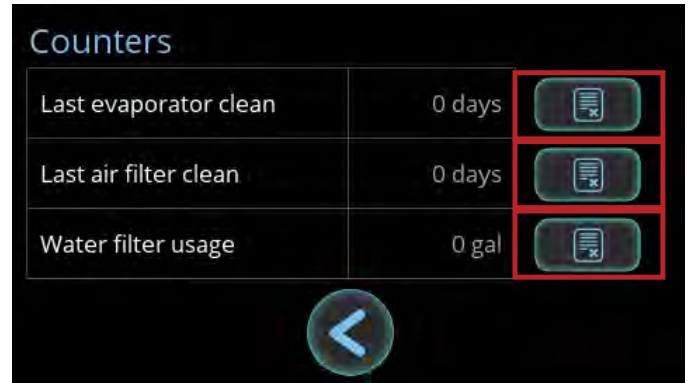 Counters
Last evaporator clean 0 days
Last air filter clean 0 days
Water filter usage 0 gal